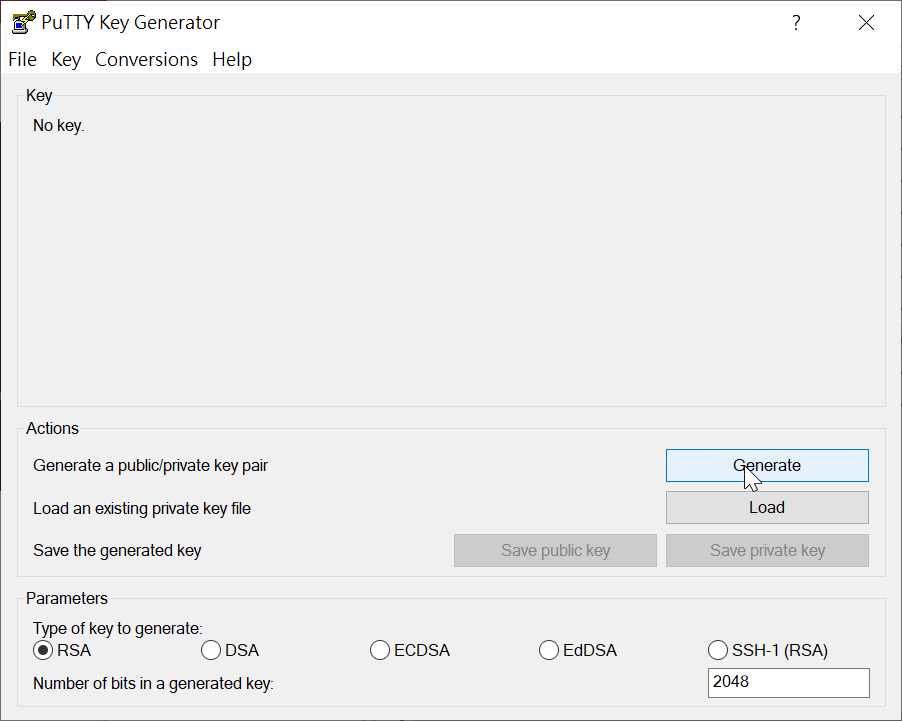 PuTTY Key Generator ?
File Key Conversions Help
Key
No key.
Actions
Generate a public/private key pair Generate
Load an existing private key file Load
Save the generated key Save public key Save private key
Parameters
Type of key to generate:
RSA DSA ECDSA EdDSA SSH-1 (RSA)
Number of bits in a generated key: 2048